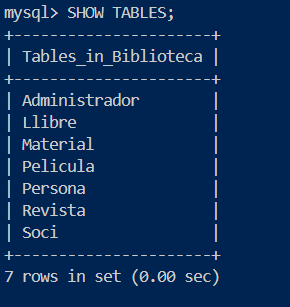 mysql> SHOW TABLES;
+----------------------+
| Tables_in_Biblioteca |
+----------------------+
| Administrador        |
| Llibre               |
| Material             |
| Pelicula             |
| Persona              |
| Revista              |
| Soci                 |
+----------------------+
7 rows in set (0.00 sec)